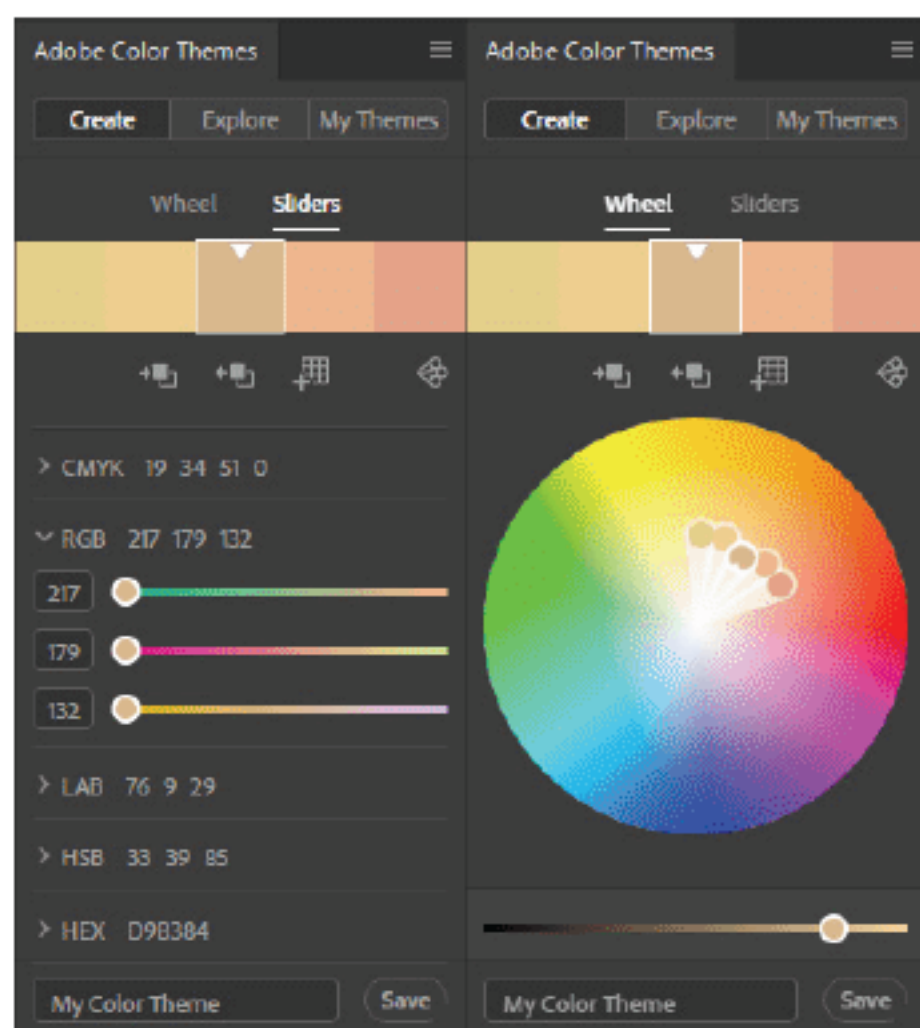 Adobe Color Themes
Create Explore My Themes
Wheel Sliders
CMYK 19 34 51 0
RGB 217 179 132
217
179
132
LAB 76 9 29
HSB 33 39 85
HEX D9B384
My Color Theme Save
Adobe Color Themes
Create Explore My Themes
Wheel Sliders
My Color Theme Save